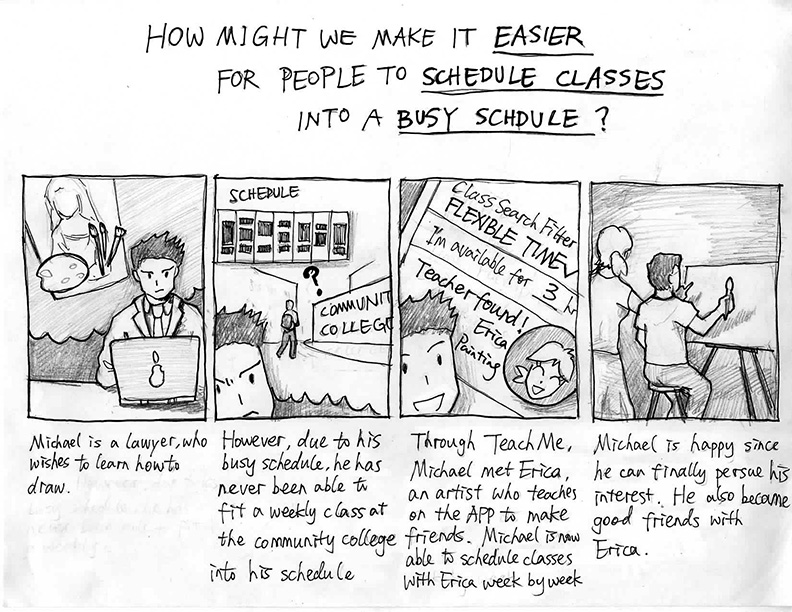 HOW MIGHT WE MAKE IT EASIER
FOR PEOPLE TO SCHEDULE CLASSES
INTO A BUSY SCHDULE ?
SCHEDULE
?
COMMUNIT
COLLEGE
Class Search Filter
FLEXIBLE TIME
I'm available for 3 h
Teacher found!
Erica
Painting
Michael is a lawyer, who
wishes to learn how to
draw.
However, due to his
busy schedule, he has
never been able to
fit a weekly class at
the community college
into his schedule
Through TeachMe,
Michael met Erica,
an artist who teaches
on the APP to make
friends. Michael is now
able to schedule classes
with Erica week by week
Michael is happy since
he can finally persue his
interest. He also became
good friends with
Erica.